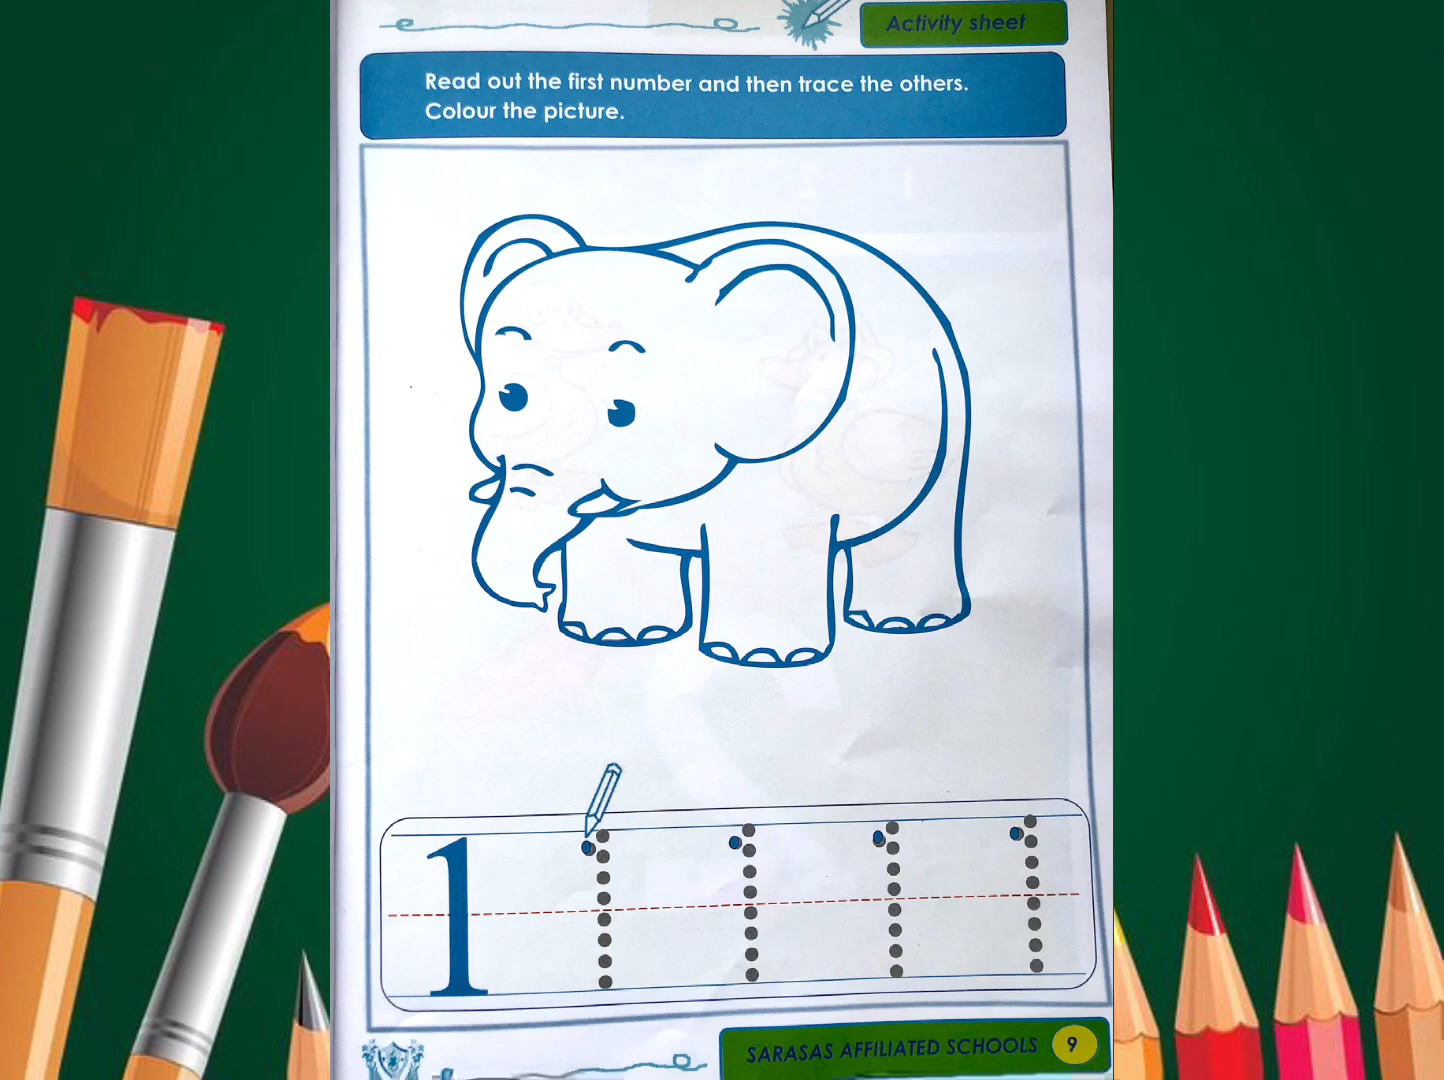 Activity sheet
Read out the first number and then trace the others.
Colour the picture.
1
SARASAS AFFILIATED SCHOOLS 9